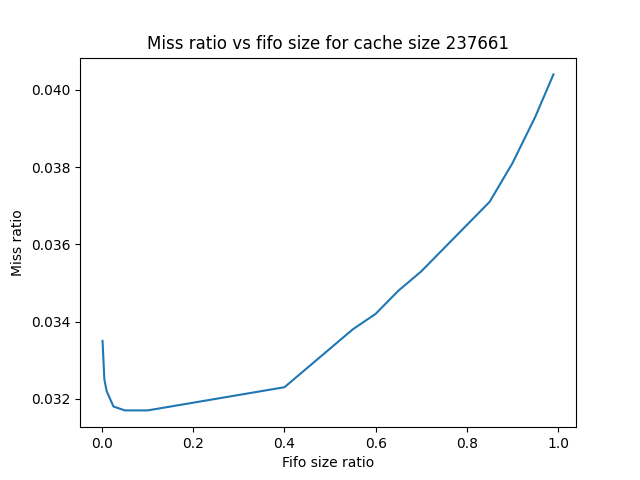 Miss ratio vs fifo size for cache size 237661
0.040
0.038
0.036
0.034
0.032
Miss ratio
0.0 0.2 0.4 0.6 0.8 1.0
Fifo size ratio